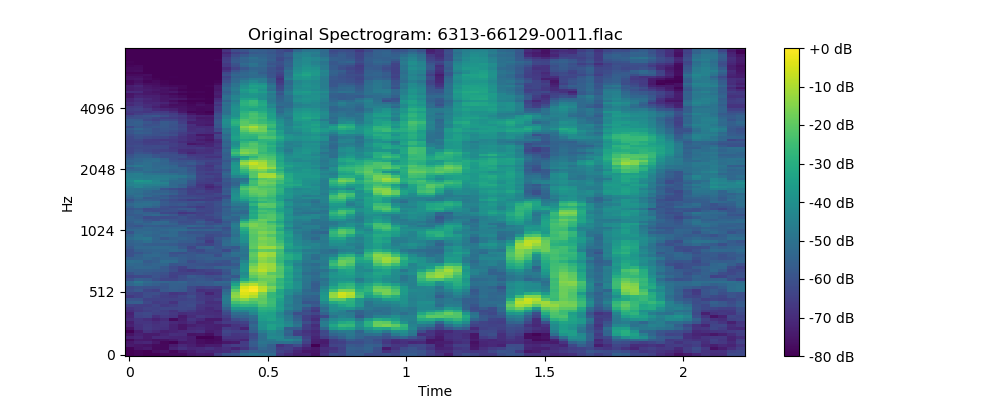 Original Spectrogram: 6313-66129-0011.flac
Hz
4096
2048
1024
512
0
0
0.5
1
1.5
2
Time
+0 dB
-10 dB
-20 dB
-30 dB
-40 dB
-50 dB
-60 dB
-70 dB
-80 dB